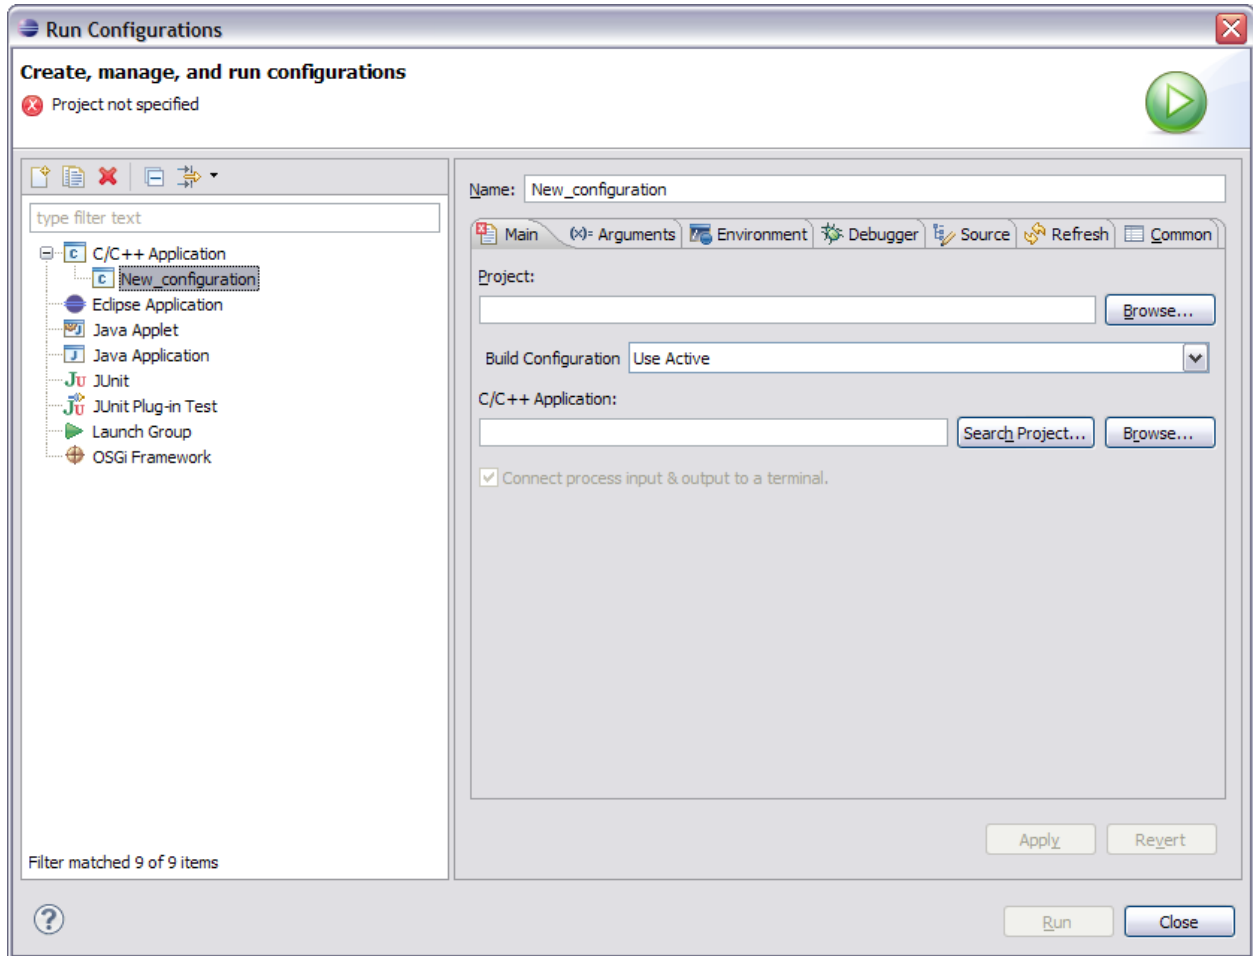 Run Configurations
Create, manage, and run configurations
Project not specified
type filter text
C/C++ Application
New_configuration
Eclipse Application
Java Applet
Java Application
JUnit
JUnit Plug-in Test
Launch Group
OSGi Framework
Filter matched 9 of 9 items
Name: New_configuration
Main (x)= Arguments Environment Debugger Source Refresh Common
Project:
Browse...
Build Configuration Use Active
C/C++ Application:
Search Project... Browse...
Connect process input & output to a terminal.
Apply Revert
Run Close